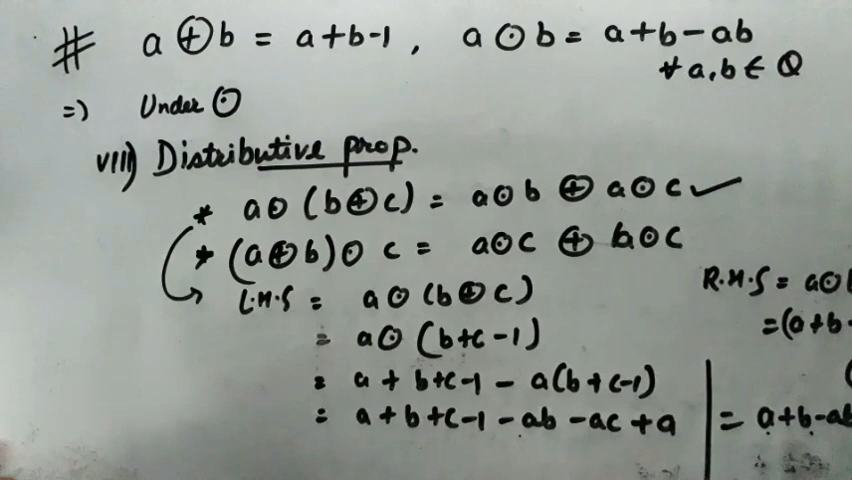 # a ⊕ b = a+b-1 , a ⊙ b = a+b-ab
∀ a,b ∈ Q
=) Under ⊙
viii) Distributive prop.
* a⊙ (b⊕c) = a⊙b ⊕ a⊙c ✓
* (a⊕b)⊙ c = a⊙c ⊕ b⊙c
L.H.S = a⊙(b⊕c)
= a⊙ (b+c-1)
= a + b+c-1 - a(b+c-1)
= a+b+c-1 - ab -ac +a
R.H.S = a⊙b
=(a+b-
(
= a+b-ab